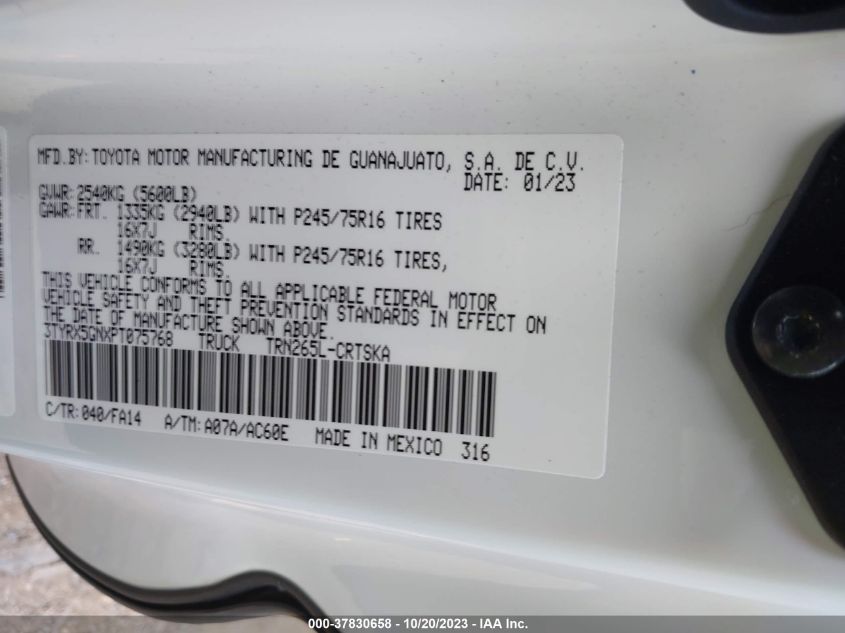 MFD.BY:TOYOTA MOTOR MANUFACTURING DE GUANAJUATO, S.A. DE C.V.
DATE: 01/23
GVWR:2540KG (5600LB)
GAWR:FRT. 1335KG (2940LB) WITH P245/75R16 TIRES
16X7J RIMS,
RR. 1490KG (3280LB) WITH P245/75R16 TIRES,
16X7J RIMS.
THIS VEHICLE CONFORMS TO ALL APPLICABLE FEDERAL MOTOR
VEHICLE SAFETY AND THEFT PREVENTION STANDARDS IN EFFECT ON
THE DATE OF MANUFACTURE SHOWN ABOVE.
3TYRX5GNXPT075768 TRUCK TRN265L-CRTSKA
C/TR:040/FA14 A/TM:A07A/AC60E MADE IN MEXICO 316
000-37830658 - 10/20/2023 - IAA Inc.